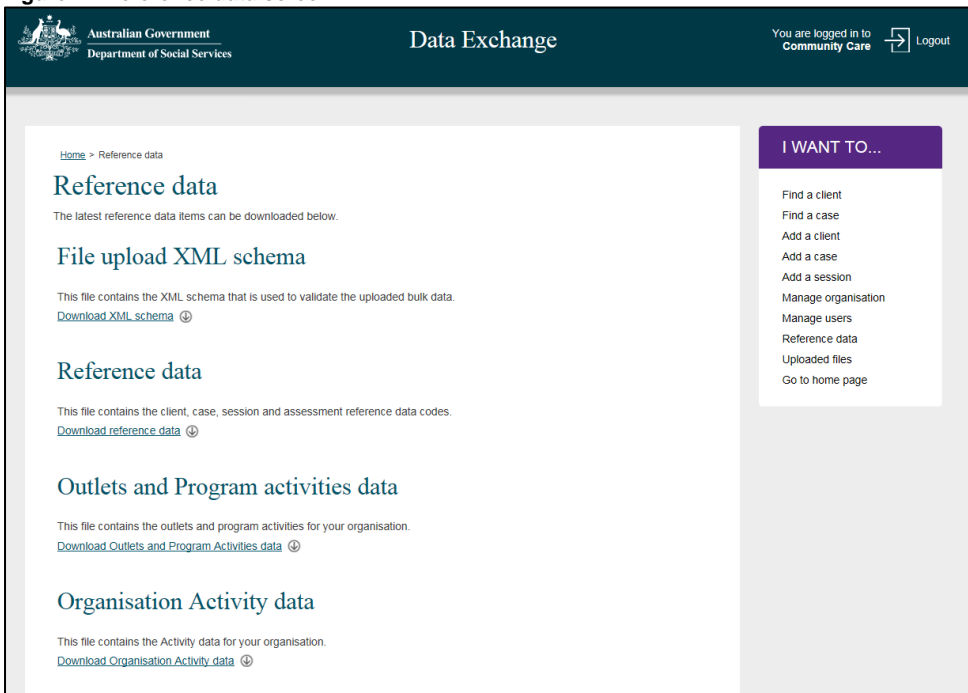 Australian Government
Department of Social Services
Data Exchange
You are logged in to
Community Care
Logout
Home > Reference data
Reference data
The latest reference data items can be downloaded below.
File upload XML schema
This file contains the XML schema that is used to validate the uploaded bulk data.
Download XML schema
Reference data
This file contains the client, case, session and assessment reference data codes.
Download reference data
Outlets and Program activities data
This file contains the outlets and program activities for your organisation.
Download Outlets and Program Activities data
Organisation Activity data
This file contains the Activity data for your organisation.
Download Organisation Activity data
I WANT TO...
Find a client
Find a case
Add a client
Add a case
Add a session
Manage organisation
Manage users
Reference data
Uploaded files
Go to home page